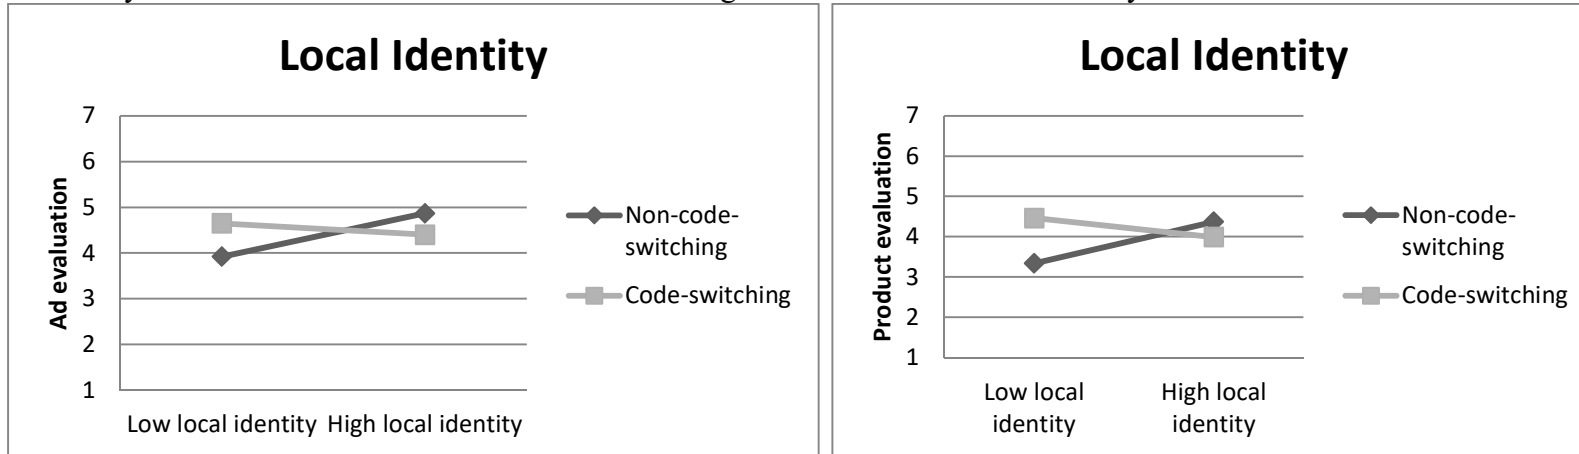 Local Identity
7
6
5
4
3
2
1
Ad evaluation
Low local identity High local identity
Non-code-
switching
Code-switching
Local Identity
7
6
5
4
3
2
1
Product evaluation
Low local
identity
High local
identity
Non-code-
switching
Code-switching